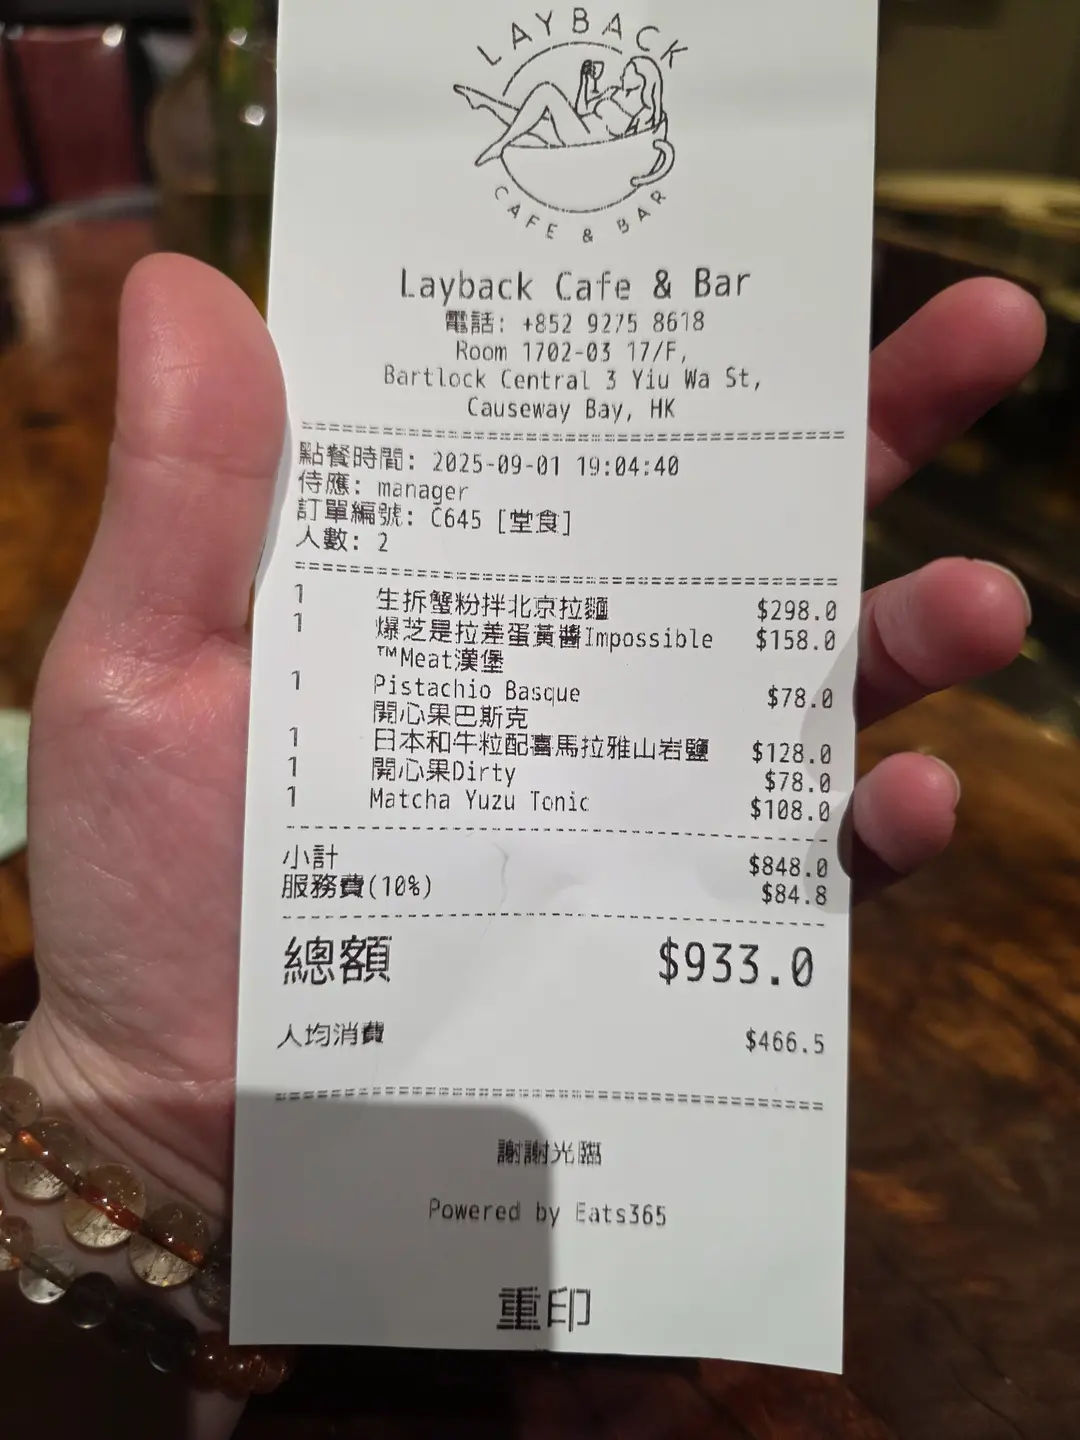 LAYBACK
CAFE & BAR
Layback Cafe & Bar
電話: +852 9275 8618
Room 1702-03 17/F,
Bartlock Central 3 Yiu Wa St,
Causeway Bay, HK
點餐時間: 2025-09-01 19:04:40
侍應: manager
訂單編號: C645 [堂食]
人數: 2
1 生拆蟹粉拌北京拉麵 $298.0
1 爆芝是拉差蛋黃醬Impossible $158.0
™Meat漢堡
1 Pistachio Basque $78.0
開心果巴斯克
1 日本和牛粒配喜馬拉雅山岩鹽 $128.0
1 開心果Dirty $78.0
1 Matcha Yuzu Tonic $108.0
小計 $848.0
服務費(10%) $84.8
總額 $933.0
人均消費 $466.5
謝謝光臨
Powered by Eats365
重印